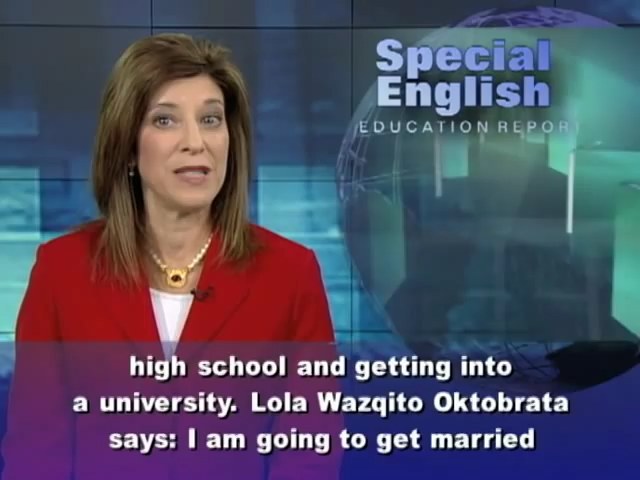 Special
English
EDUCATION REPORT
high school and getting into
a university. Lola Wazqito Oktobrata
says: I am going to get married